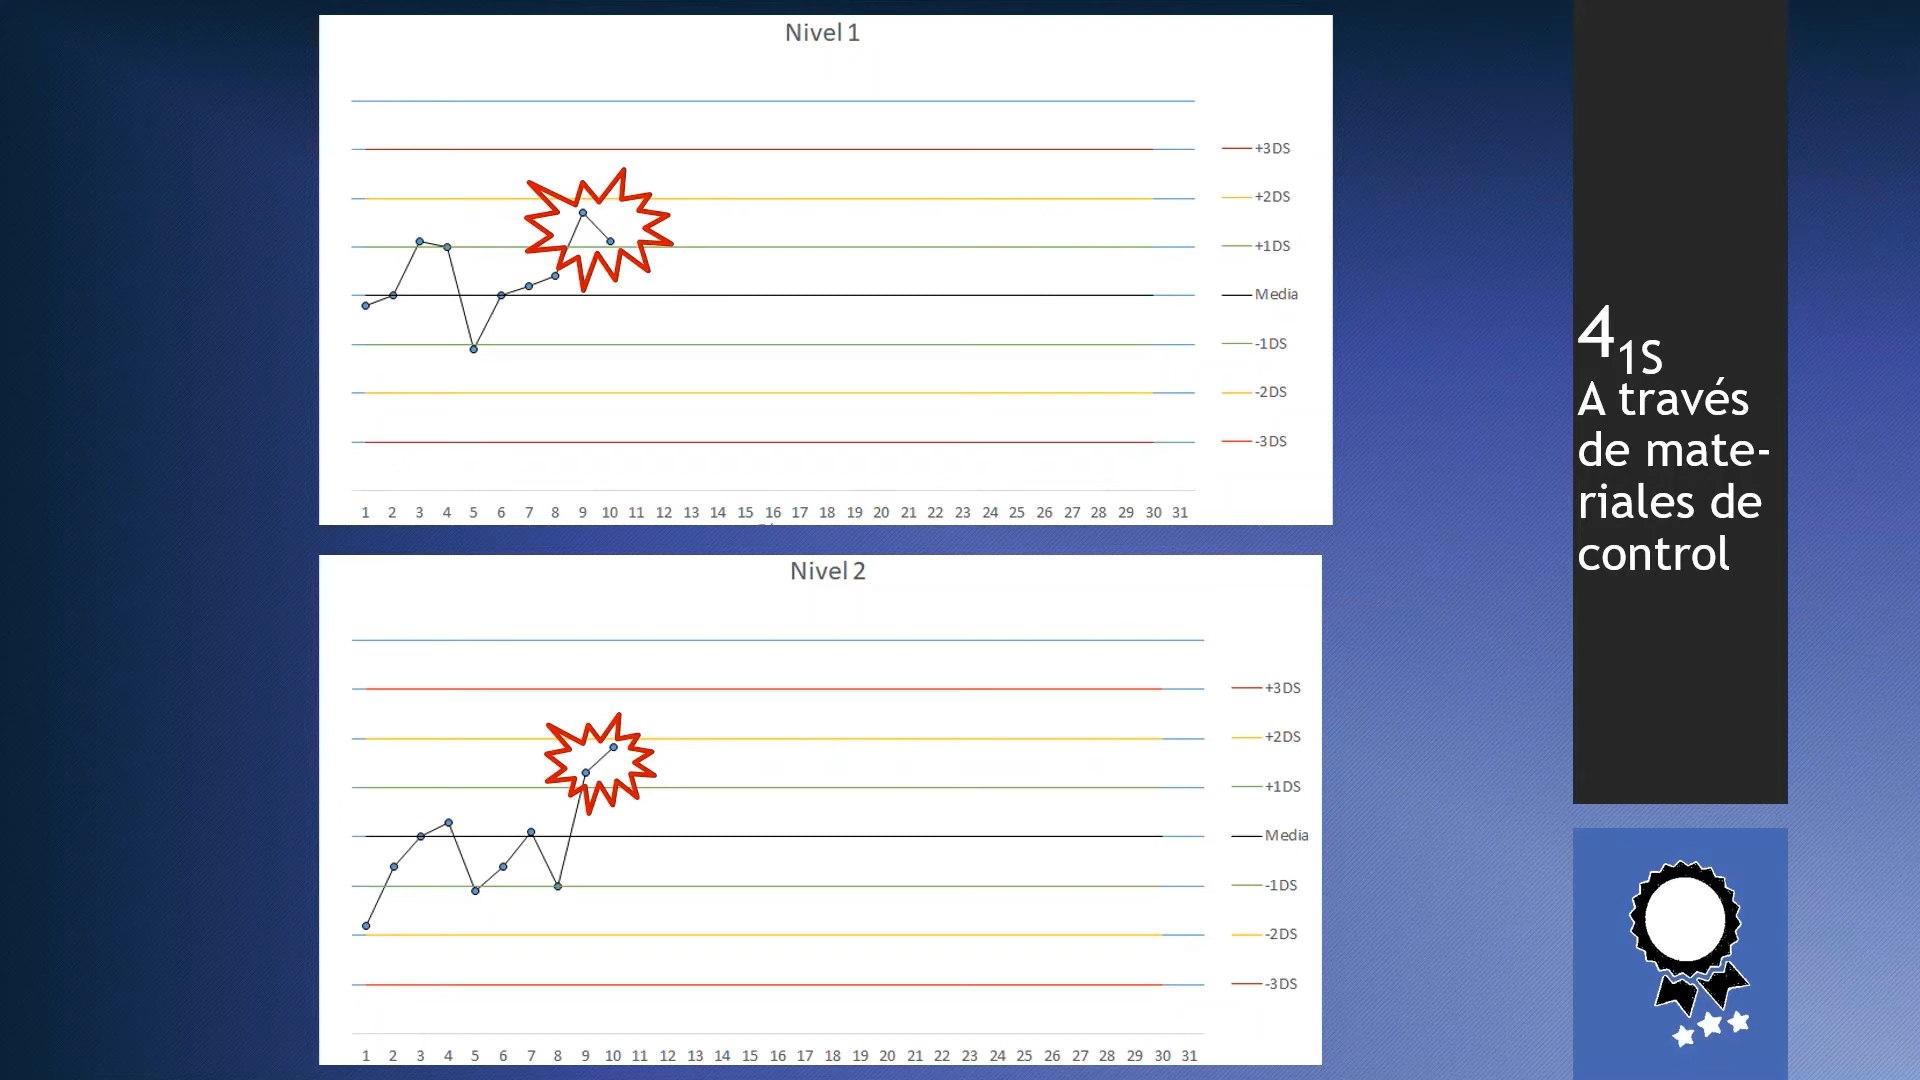 Nivel 1
+3DS
+2DS
+1DS
Media
-1DS
-2DS
-3DS
1 2 3 4 5 6 7 8 9 10 11 12 13 14 15 16 17 18 19 20 21 22 23 24 25 26 27 28 29 30 31
Nivel 2
+3DS
+2DS
+1DS
Media
-1DS
-2DS
-3DS
1 2 3 4 5 6 7 8 9 10 11 12 13 14 15 16 17 18 19 20 21 22 23 24 25 26 27 28 29 30 31
41S
A través
de mate-
riales de
control